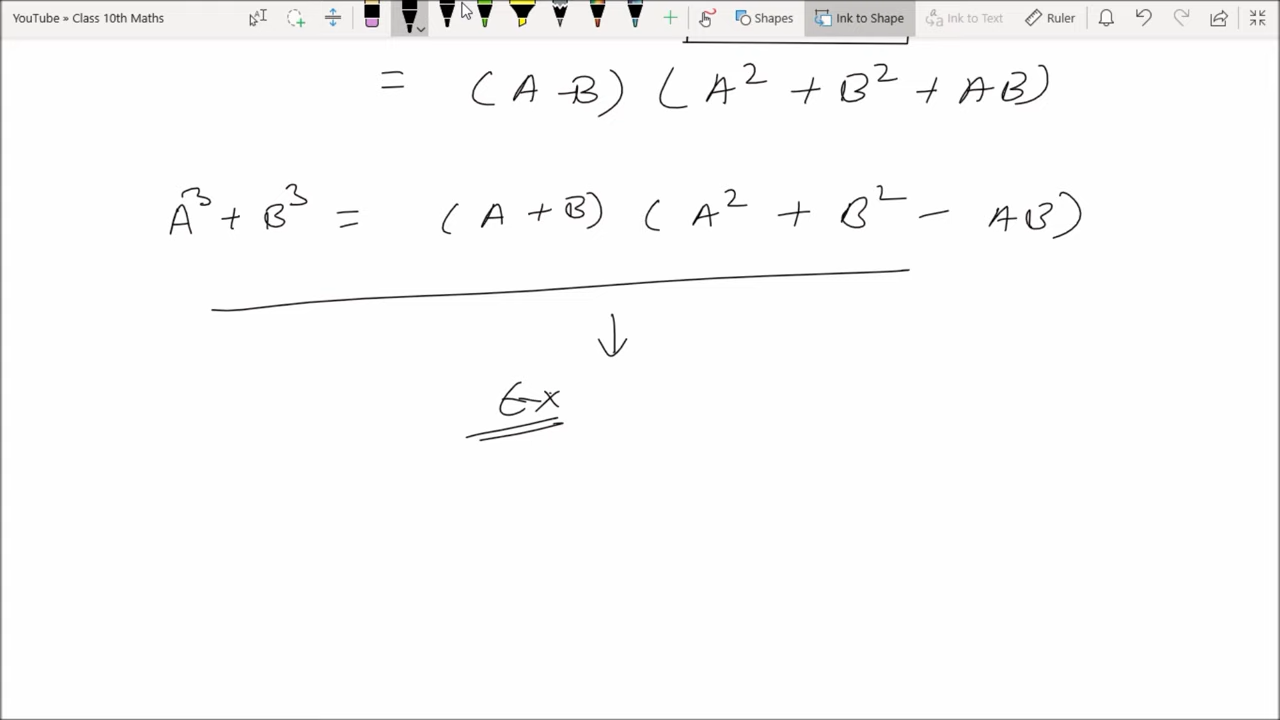 YouTube » Class 10th Maths Shapes Ink to Shape Ink to Text Ruler
= (A - B) (A² + B² + AB)
A³ + B³ = (A + B) (A² + B² - AB)
Ex